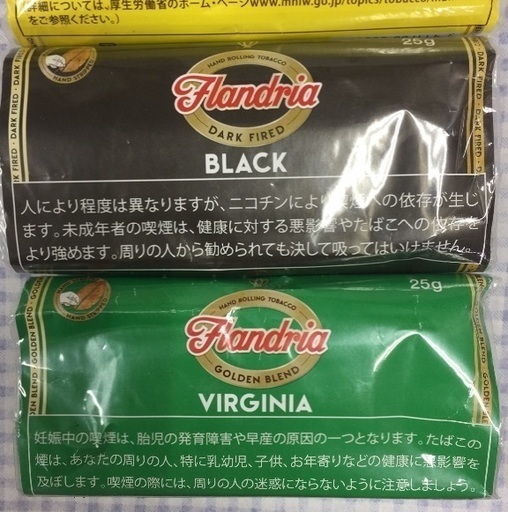 詳細については、厚生労働省のホーム・ページwww.mhlw.go.jp/topics/tobacco/
をご参照ください。)
25g
HAND STRIPPED
HAND ROLLING TOBACCO
Flandria
DARK FIRED
BLACK
DARK FIRED · DARK FIRED
人により程度は異なりますが、ニコチンにより喫煙への依存が生じ
ます。未成年者の喫煙は、健康に対する悪影響やたばこへの依存を
より強めます。周りの人から勧められても決して吸ってはいけません。
25g
HAND STRIPPED
HAND ROLLING TOBACCO
Flandria
GOLDEN BLEND
VIRGINIA
GOLDEN BLEND · GOLDEN BLEND
妊娠中の喫煙は、胎児の発育障害や早産の原因の一つとなります。たばこの
煙は、あなたの周りの人、特に乳幼児、子供、お年寄りなどの健康に悪影響を
及ぼします。喫煙の際には、周りの人の迷惑にならないように注意しましょう。